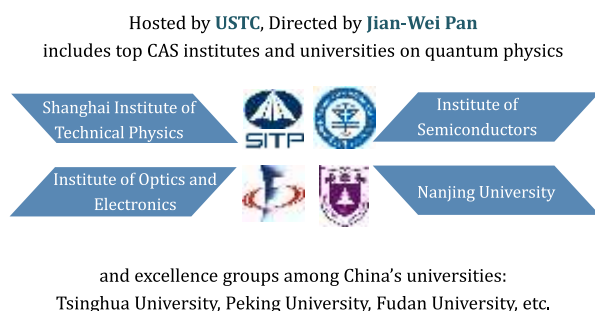 Hosted by USTC, Directed by Jian-Wei Pan
includes top CAS institutes and universities on quantum physics
Shanghai Institute of
Technical Physics
SITP
Institute of
Semiconductors
Institute of Optics and
Electronics
Nanjing University
and excellence groups among China’s universities:
Tsinghua University, Peking University, Fudan University, etc.